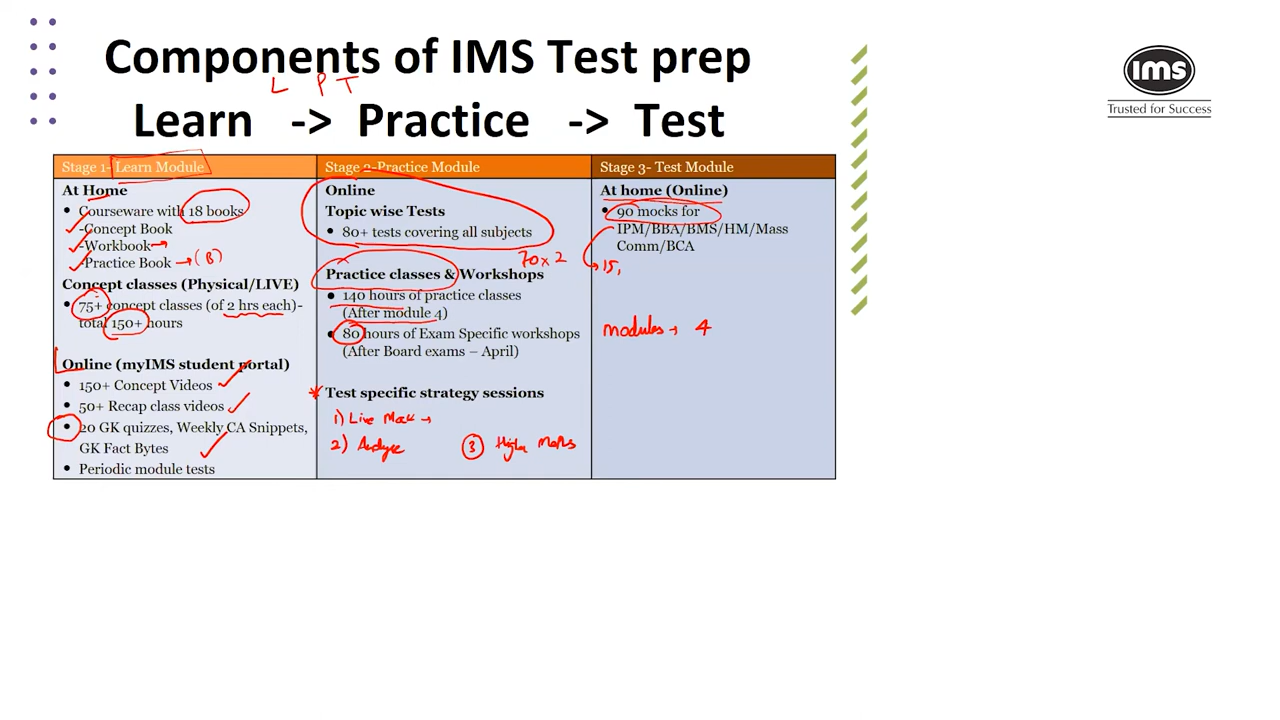 Components of IMS Test prep
L P T
Learn -> Practice -> Test
ims
Trusted for Success
Stage 1- Learn Module
At Home
• Courseware with 18 books
-Concept Book
-Workbook
-Practice Book → (B)
Concept classes (Physical/LIVE)
• 75+ concept classes (of 2 hrs each)-
total 150+ hours
Online (myIMS student portal)
• 150+ Concept Videos
• 50+ Recap class videos
• 20 GK quizzes, Weekly CA Snippets,
GK Fact Bytes
• Periodic module tests
Stage 2-Practice Module
Online
Topic wise Tests
• 80+ tests covering all subjects
70 x 2
Practice classes & Workshops
• 140 hours of practice classes
(After module 4)
• 80 hours of Exam Specific workshops
(After Board exams – April)
Test specific strategy sessions
1) Live Mock →
2) Analyse
③ High Marks
Stage 3- Test Module
At home (Online)
• 90 mocks for
IPM/BBA/BMS/HM/Mass
Comm/BCA
15,
modules → 4